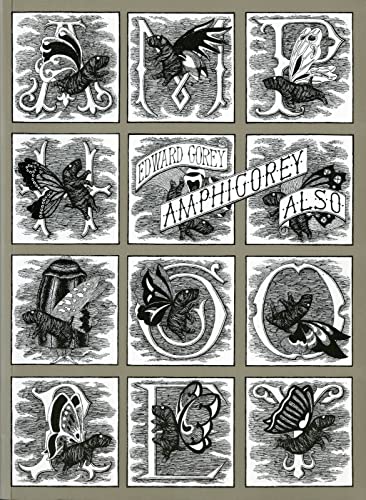 A M P
H
EDWARD GOREY
AMPHIGOREY
ALSO
I G O
R E Y